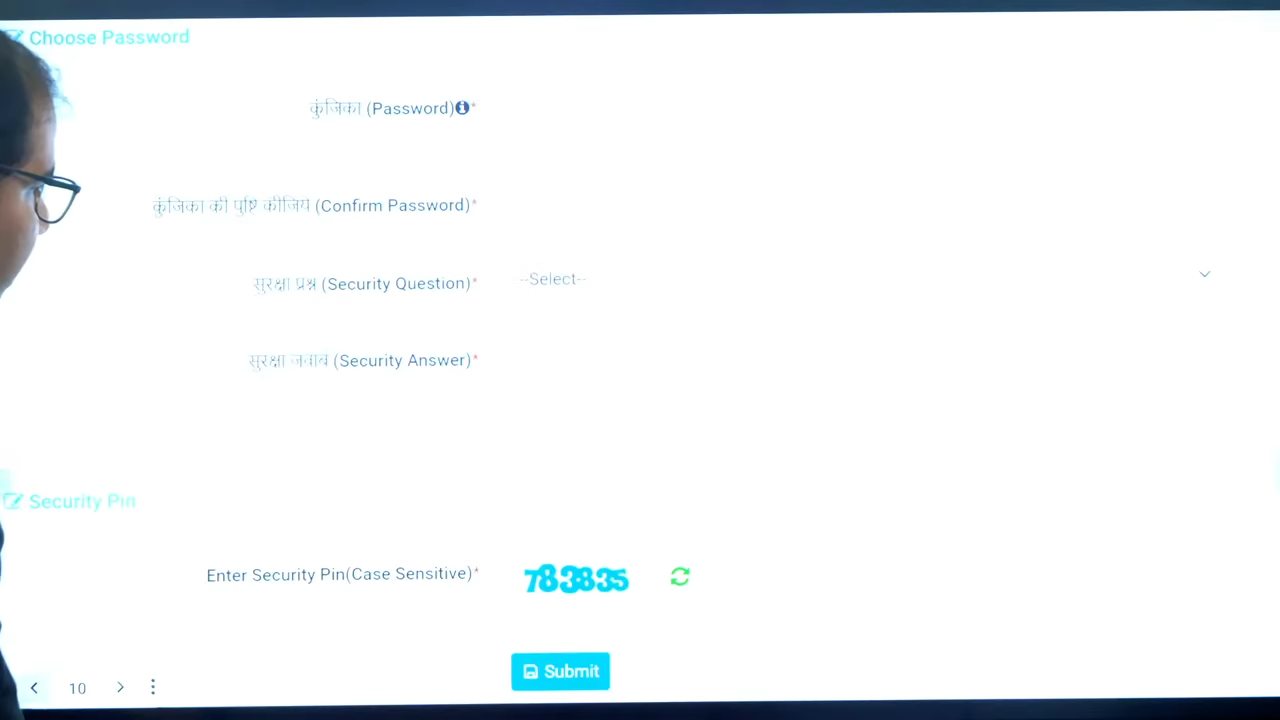 Choose Password
कुंजिका (Password)*
कुंजिका की पुष्टि कीजिये (Confirm Password)*
सुरक्षा प्रश्न (Security Question)* --Select--
सुरक्षा जवाब (Security Answer)*
Security Pin
Enter Security Pin(Case Sensitive)* 783835
Submit
10